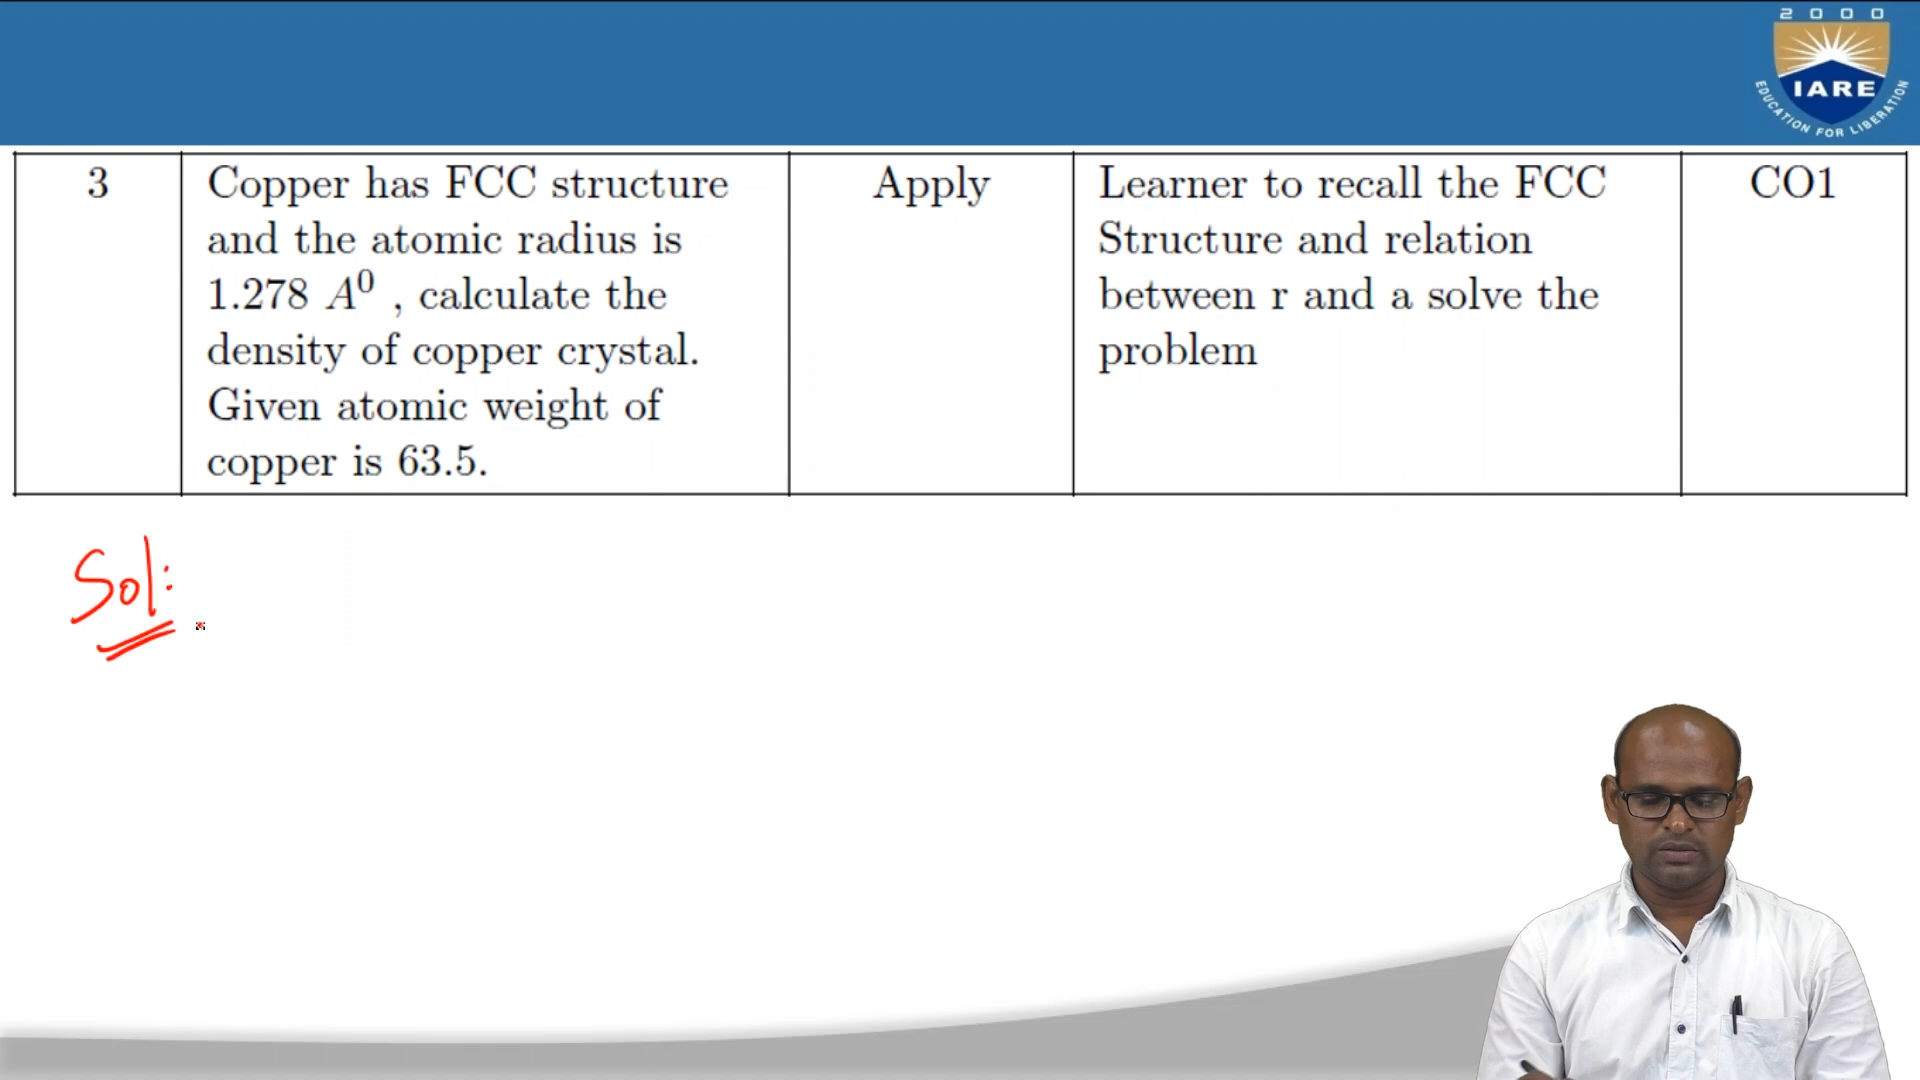 2000
IARE
EDUCATION FOR LIBERATION
3
Copper has FCC structure
and the atomic radius is
1.278 A⁰ , calculate the
density of copper crystal.
Given atomic weight of
copper is 63.5.
Apply
Learner to recall the FCC
Structure and relation
between r and a solve the
problem
CO1
Sol: